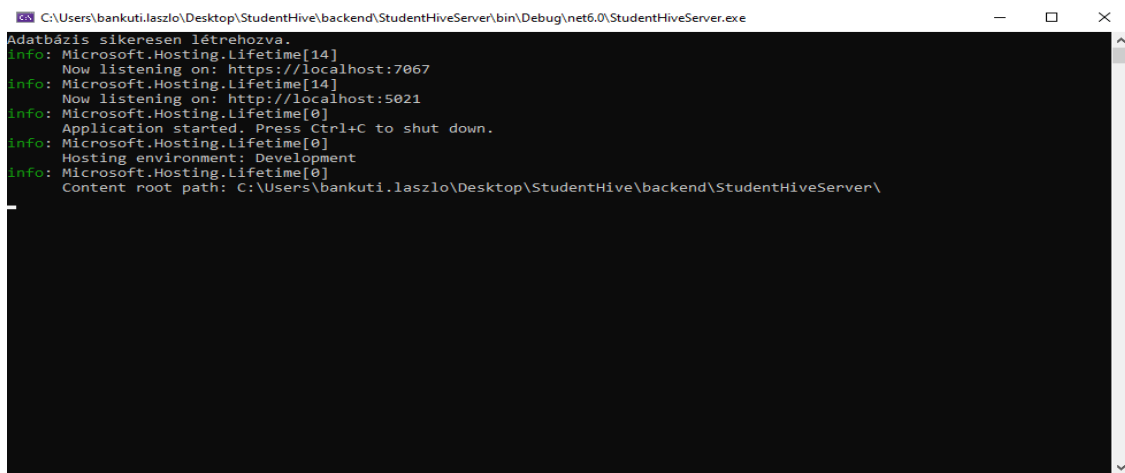 C:\Users\bankuti.laszlo\Desktop\StudentHive\backend\StudentHiveServer\bin\Debug\net6.0\StudentHiveServer.exe
Adatbázis sikeresen létrehozva.
info: Microsoft.Hosting.Lifetime[14]
Now listening on: https://localhost:7067
info: Microsoft.Hosting.Lifetime[14]
Now listening on: http://localhost:5021
info: Microsoft.Hosting.Lifetime[0]
Application started. Press Ctrl+C to shut down.
info: Microsoft.Hosting.Lifetime[0]
Hosting environment: Development
info: Microsoft.Hosting.Lifetime[0]
Content root path: C:\Users\bankuti.laszlo\Desktop\StudentHive\backend\StudentHiveServer\